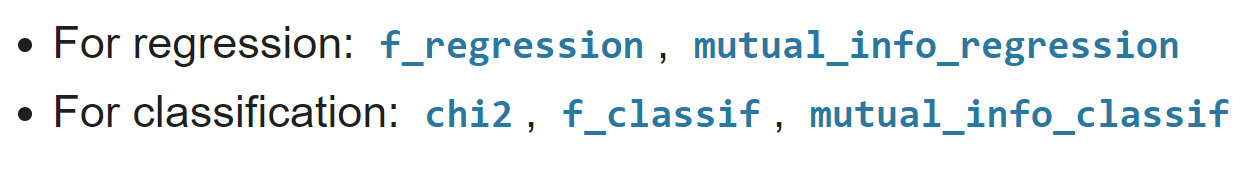 • For regression: f_regression , mutual_info_regression
• For classification: chi2 , f_classif , mutual_info_classif